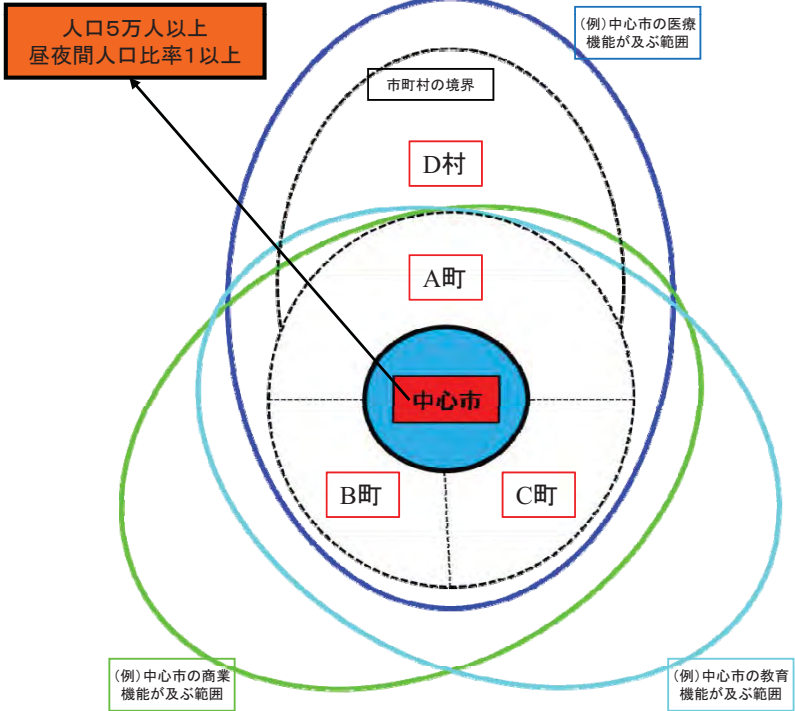 人口5万人以上
昼夜間人口比率1以上
(例)中心市の医療
機能が及ぶ範囲
市町村の境界
D村
A町
中心市
B町
C町
(例)中心市の商業
機能が及ぶ範囲
(例)中心市の教育
機能が及ぶ範囲